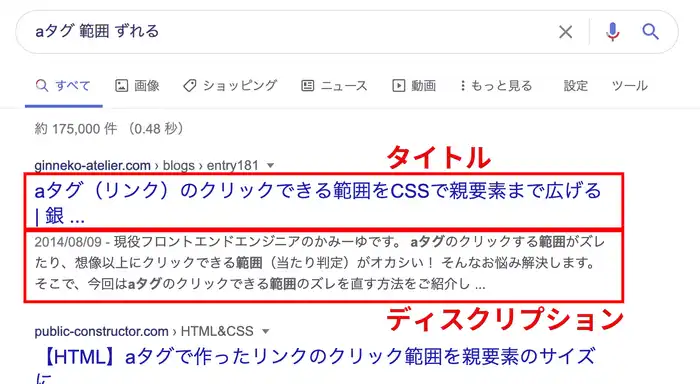 aタグ 範囲 ずれる
すべて 画像 ショッピング ニュース 動画 もっと見る 設定 ツール
約 175,000 件 （0.48 秒）
ginneko-atelier.com › blogs › entry181
タイトル
aタグ（リンク）のクリックできる範囲をCSSで親要素まで広げる
| 銀 ...
2014/08/09 - 現役フロントエンドエンジニアのかみーゆです。 aタグのクリックする範囲がズレ
たり、想像以上にクリックできる範囲（当たり判定）がオカシい！ そんなお悩み解決します。
そこで、今回はaタグのクリックできる範囲のズレを直す方法をご紹介し ...
ディスクリプション
public-constructor.com › HTML&CSS
【HTML】aタグで作ったリンクのクリック範囲を親要素のサイズ
に